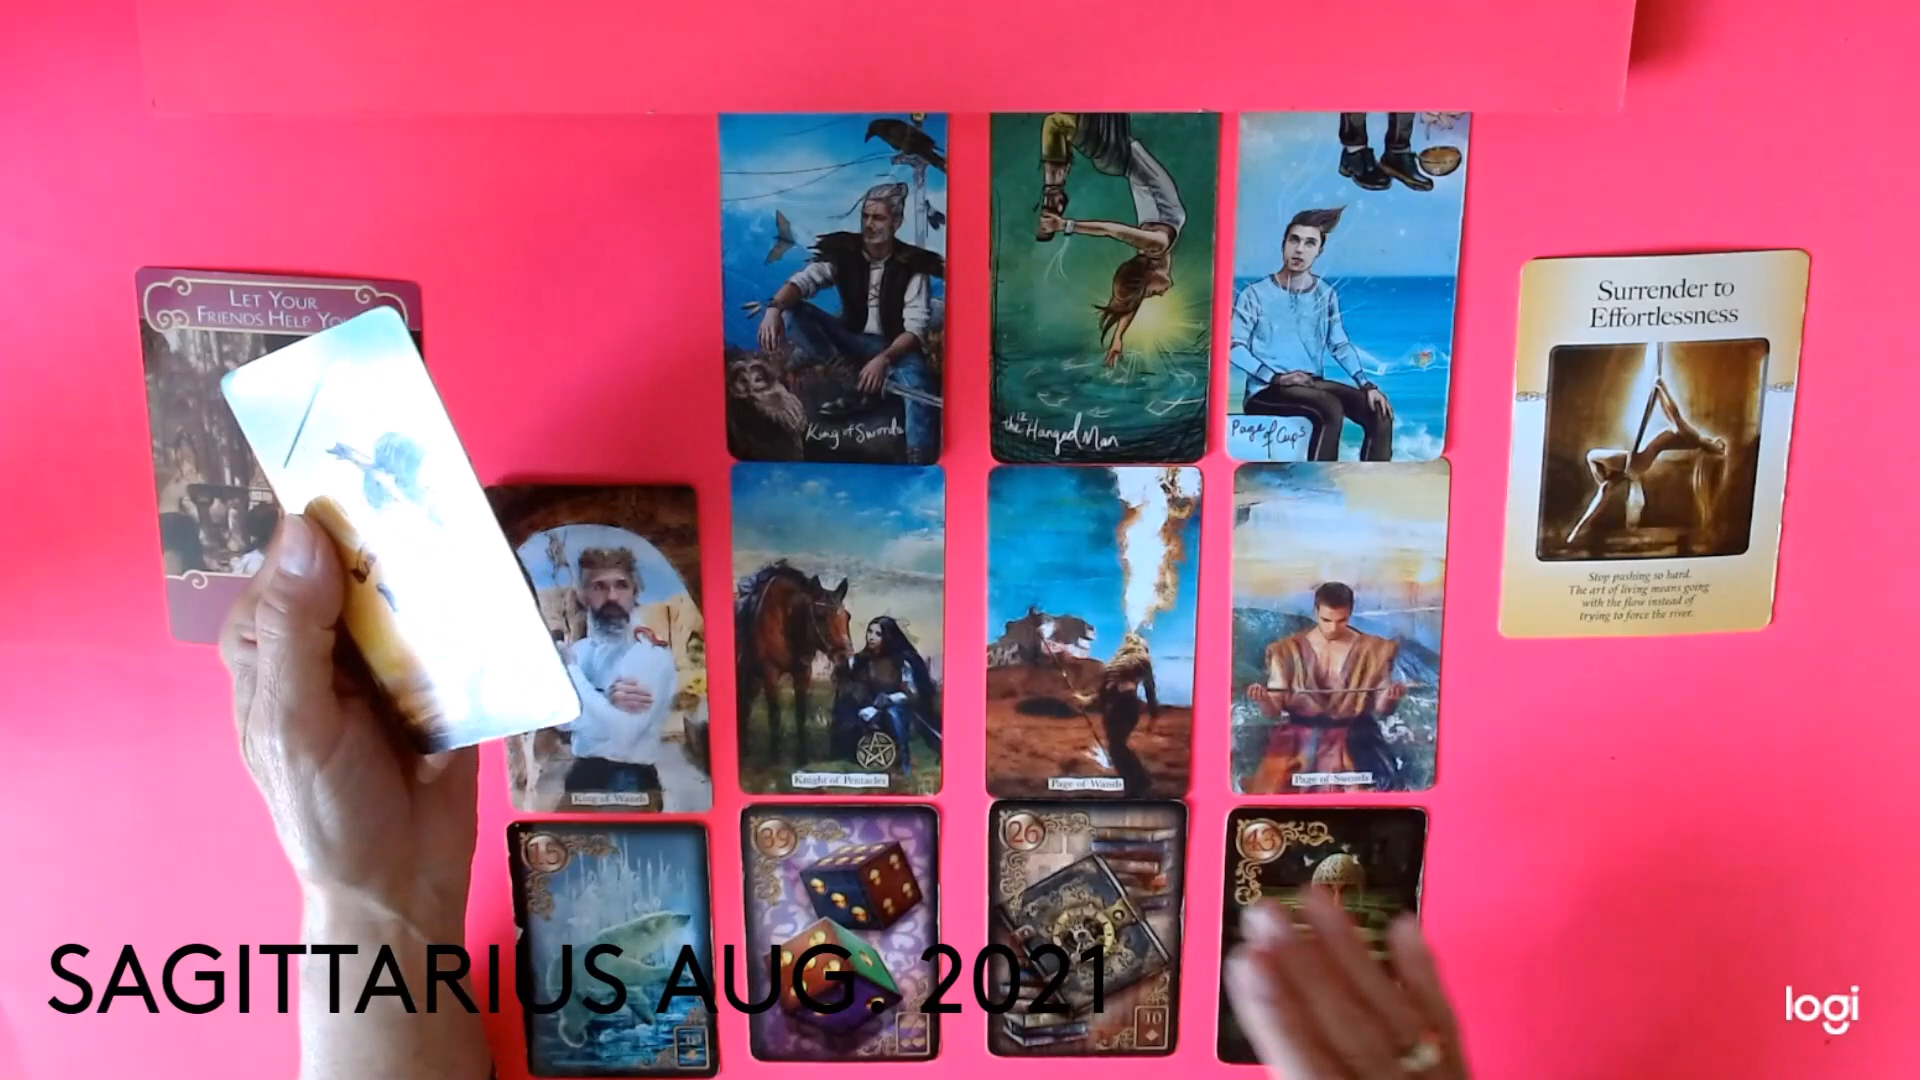 LET YOUR
FRIENDS HELP YO
King of Swords
12
the Hanged Man
Page of Cups
Surrender to
Effortlessness
Stop pushing so hard.
The art of living means going
with the flow instead of
trying to force the river.
King of Wands
Knight of Pentacles
Page of Wands
Page of Swords
15
39
26
43
10
SAGITTARIUS AUG. 2021
logi